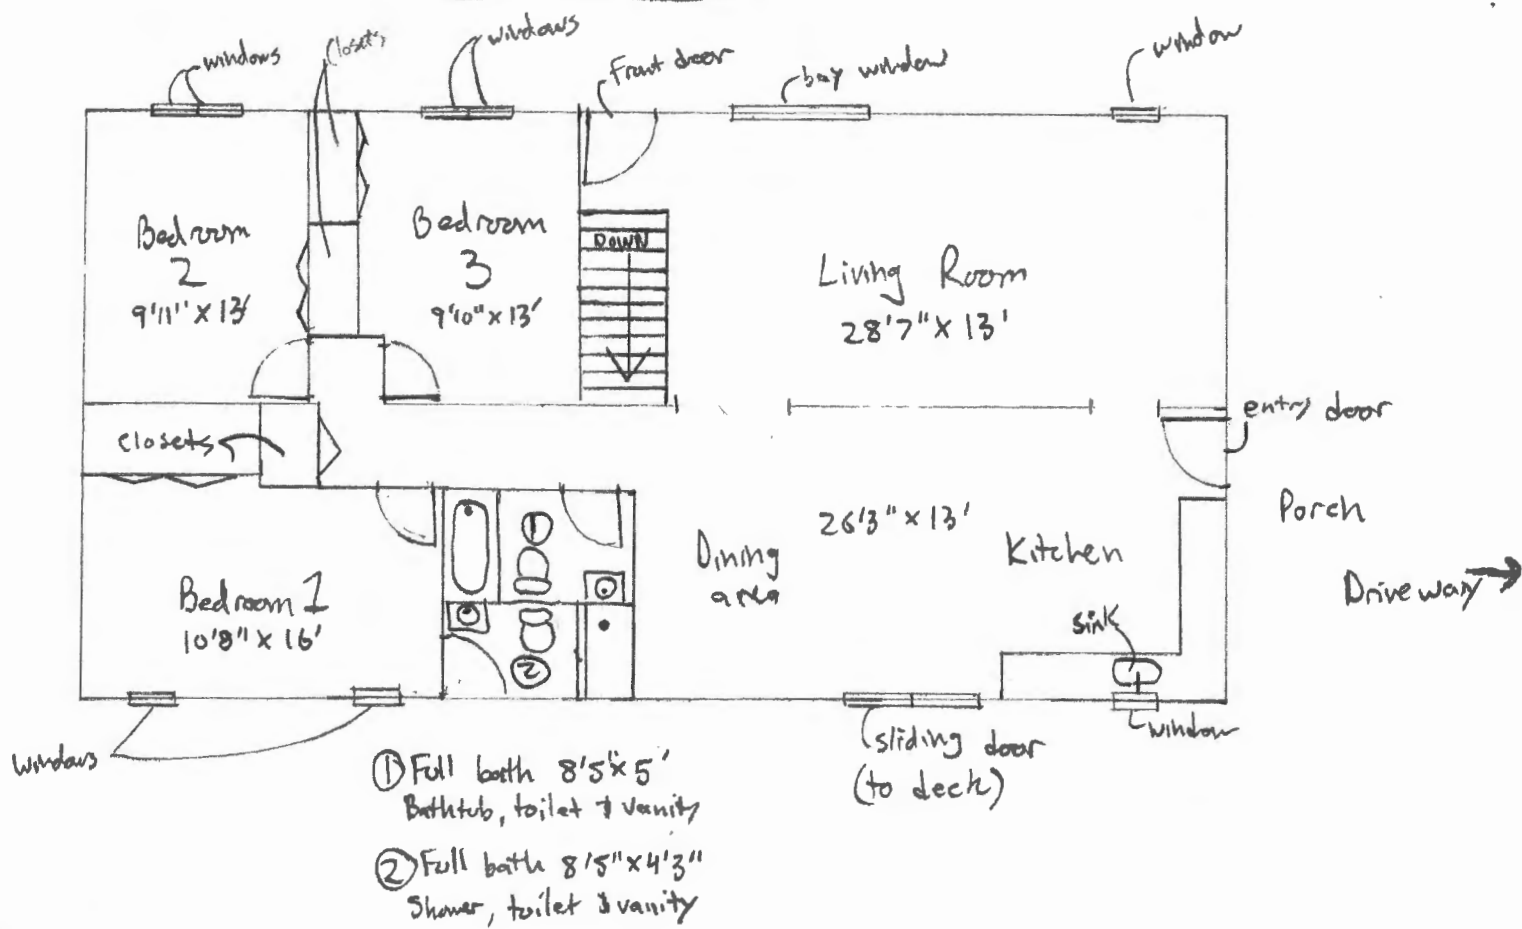 windows
closets
windows
Front door
bay window
window
Bedroom
2
9'11" x 13'
Bedroom
3
9'10" x 13'
DOWN
Living Room
28'7" x 13'
closets
entry door
26'3" x 13'
Porch
Dining
area
Kitchen
Driveway
Bedroom 1
10'8" x 16'
1
sink
2
windows
sliding door
(to deck)
window
① Full bath 8'5" x 5'
Bathtub, toilet & vanity
② Full bath 8'5" x 4'3"
Shower, toilet & vanity